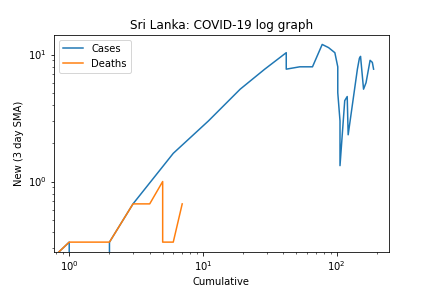 Sri Lanka: COVID-19 log graph
Cases
Deaths
New (3 day SMA)
10¹
10⁰
10⁰
10¹
10²
Cumulative